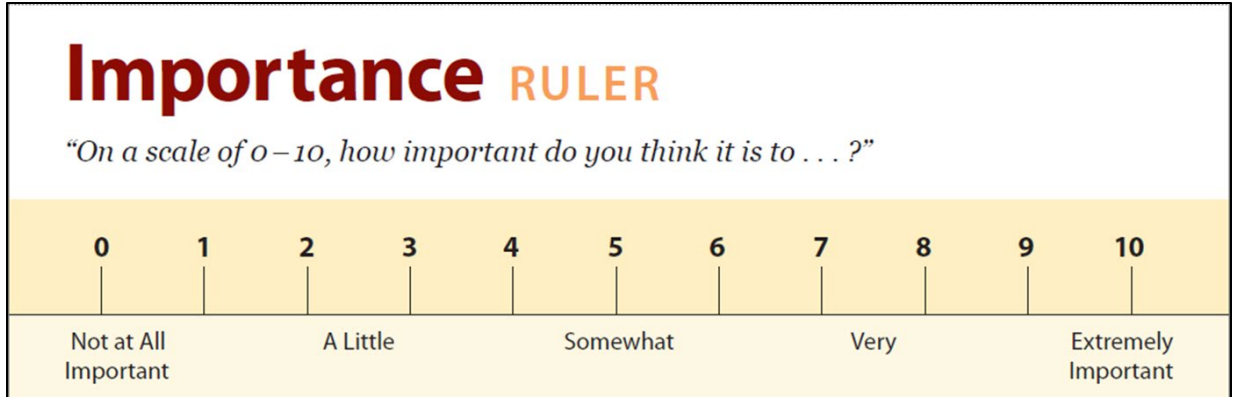 Importance RULER
“On a scale of 0–10, how important do you think it is to . . . ?”
0 1 2 3 4 5 6 7 8 9 10
Not at All Important A Little Somewhat Very Extremely Important